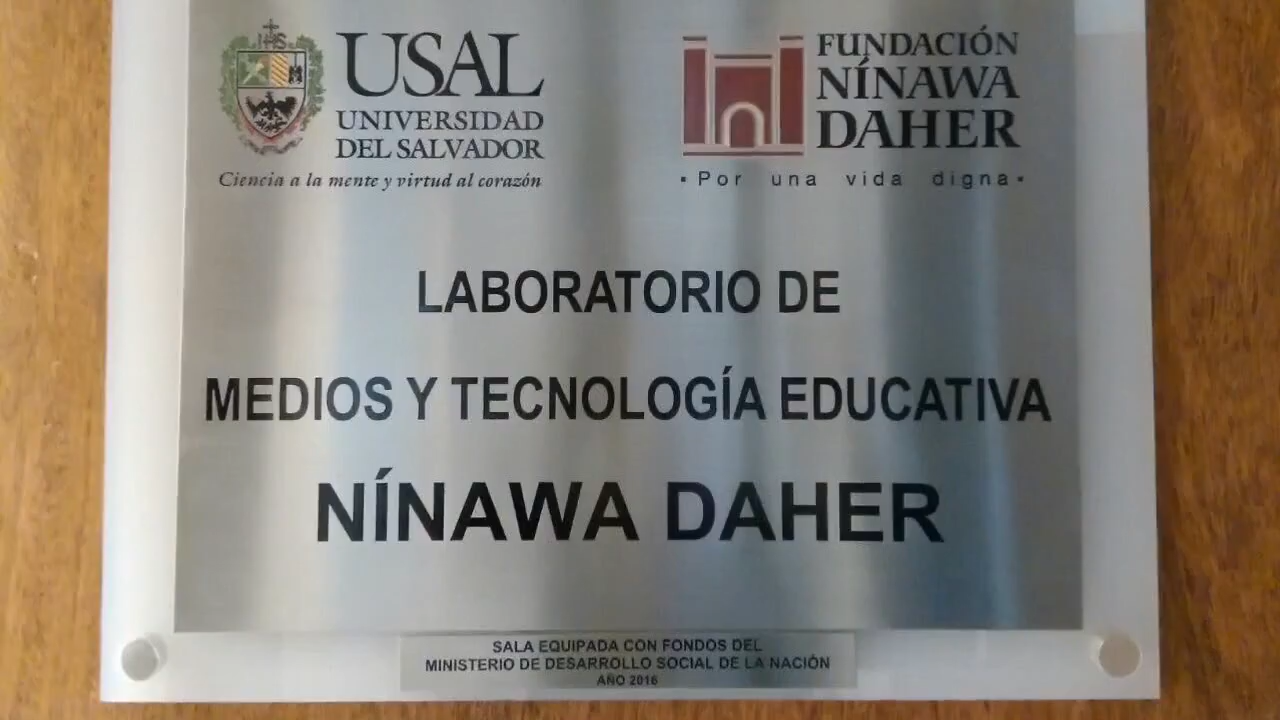 IHS
USAL
UNIVERSIDAD
DEL SALVADOR
Ciencia a la mente y virtud al corazón
FUNDACIÓN
NÍNAWA
DAHER
• Por una vida digna •
LABORATORIO DE
MEDIOS Y TECNOLOGÍA EDUCATIVA
NÍNAWA DAHER
SALA EQUIPADA CON FONDOS DEL
MINISTERIO DE DESARROLLO SOCIAL DE LA NACIÓN
AÑO 2016